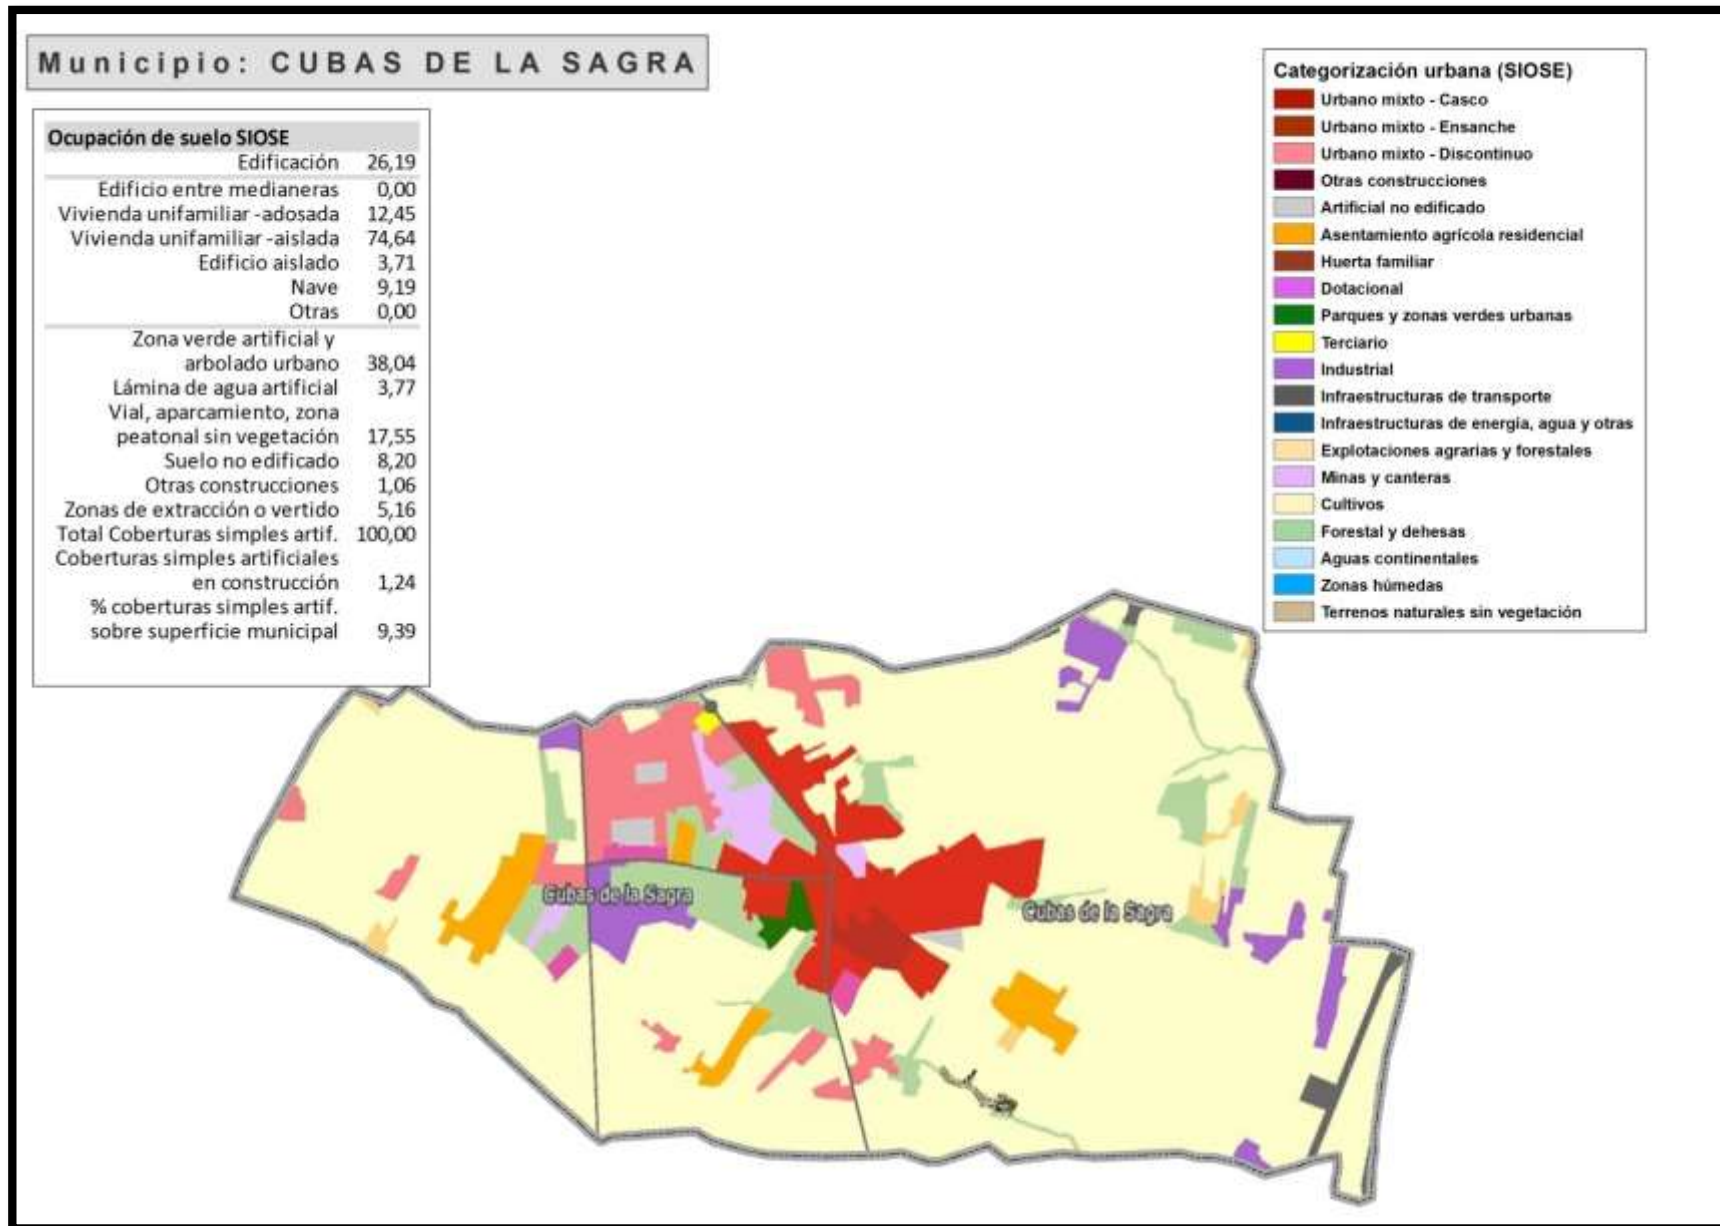 Municipio: CUBAS DE LA SAGRA
Ocupación de suelo SIOSE
Edificación 26,19
Edificio entre medianeras 0,00
Vivienda unifamiliar -adosada 12,45
Vivienda unifamiliar -aislada 74,64
Edificio aislado 3,71
Nave 9,19
Otras 0,00
Zona verde artificial y
arbolado urbano 38,04
Lámina de agua artificial 3,77
Vial, aparcamiento, zona
peatonal sin vegetación 17,55
Suelo no edificado 8,20
Otras construcciones 1,06
Zonas de extracción o vertido 5,16
Total Coberturas simples artif. 100,00
Coberturas simples artificiales
en construcción 1,24
% coberturas simples artif.
sobre superficie municipal 9,39
Categorización urbana (SIOSE)
Urbano mixto - Casco
Urbano mixto - Ensanche
Urbano mixto - Discontinuo
Otras construcciones
Artificial no edificado
Asentamiento agrícola residencial
Huerta familiar
Dotacional
Parques y zonas verdes urbanas
Terciario
Industrial
Infraestructuras de transporte
Infraestructuras de energía, agua y otras
Explotaciones agrarias y forestales
Minas y canteras
Cultivos
Forestal y dehesas
Aguas continentales
Zonas húmedas
Terrenos naturales sin vegetación
Cubas de la Sagra
Cubas de la Sagra